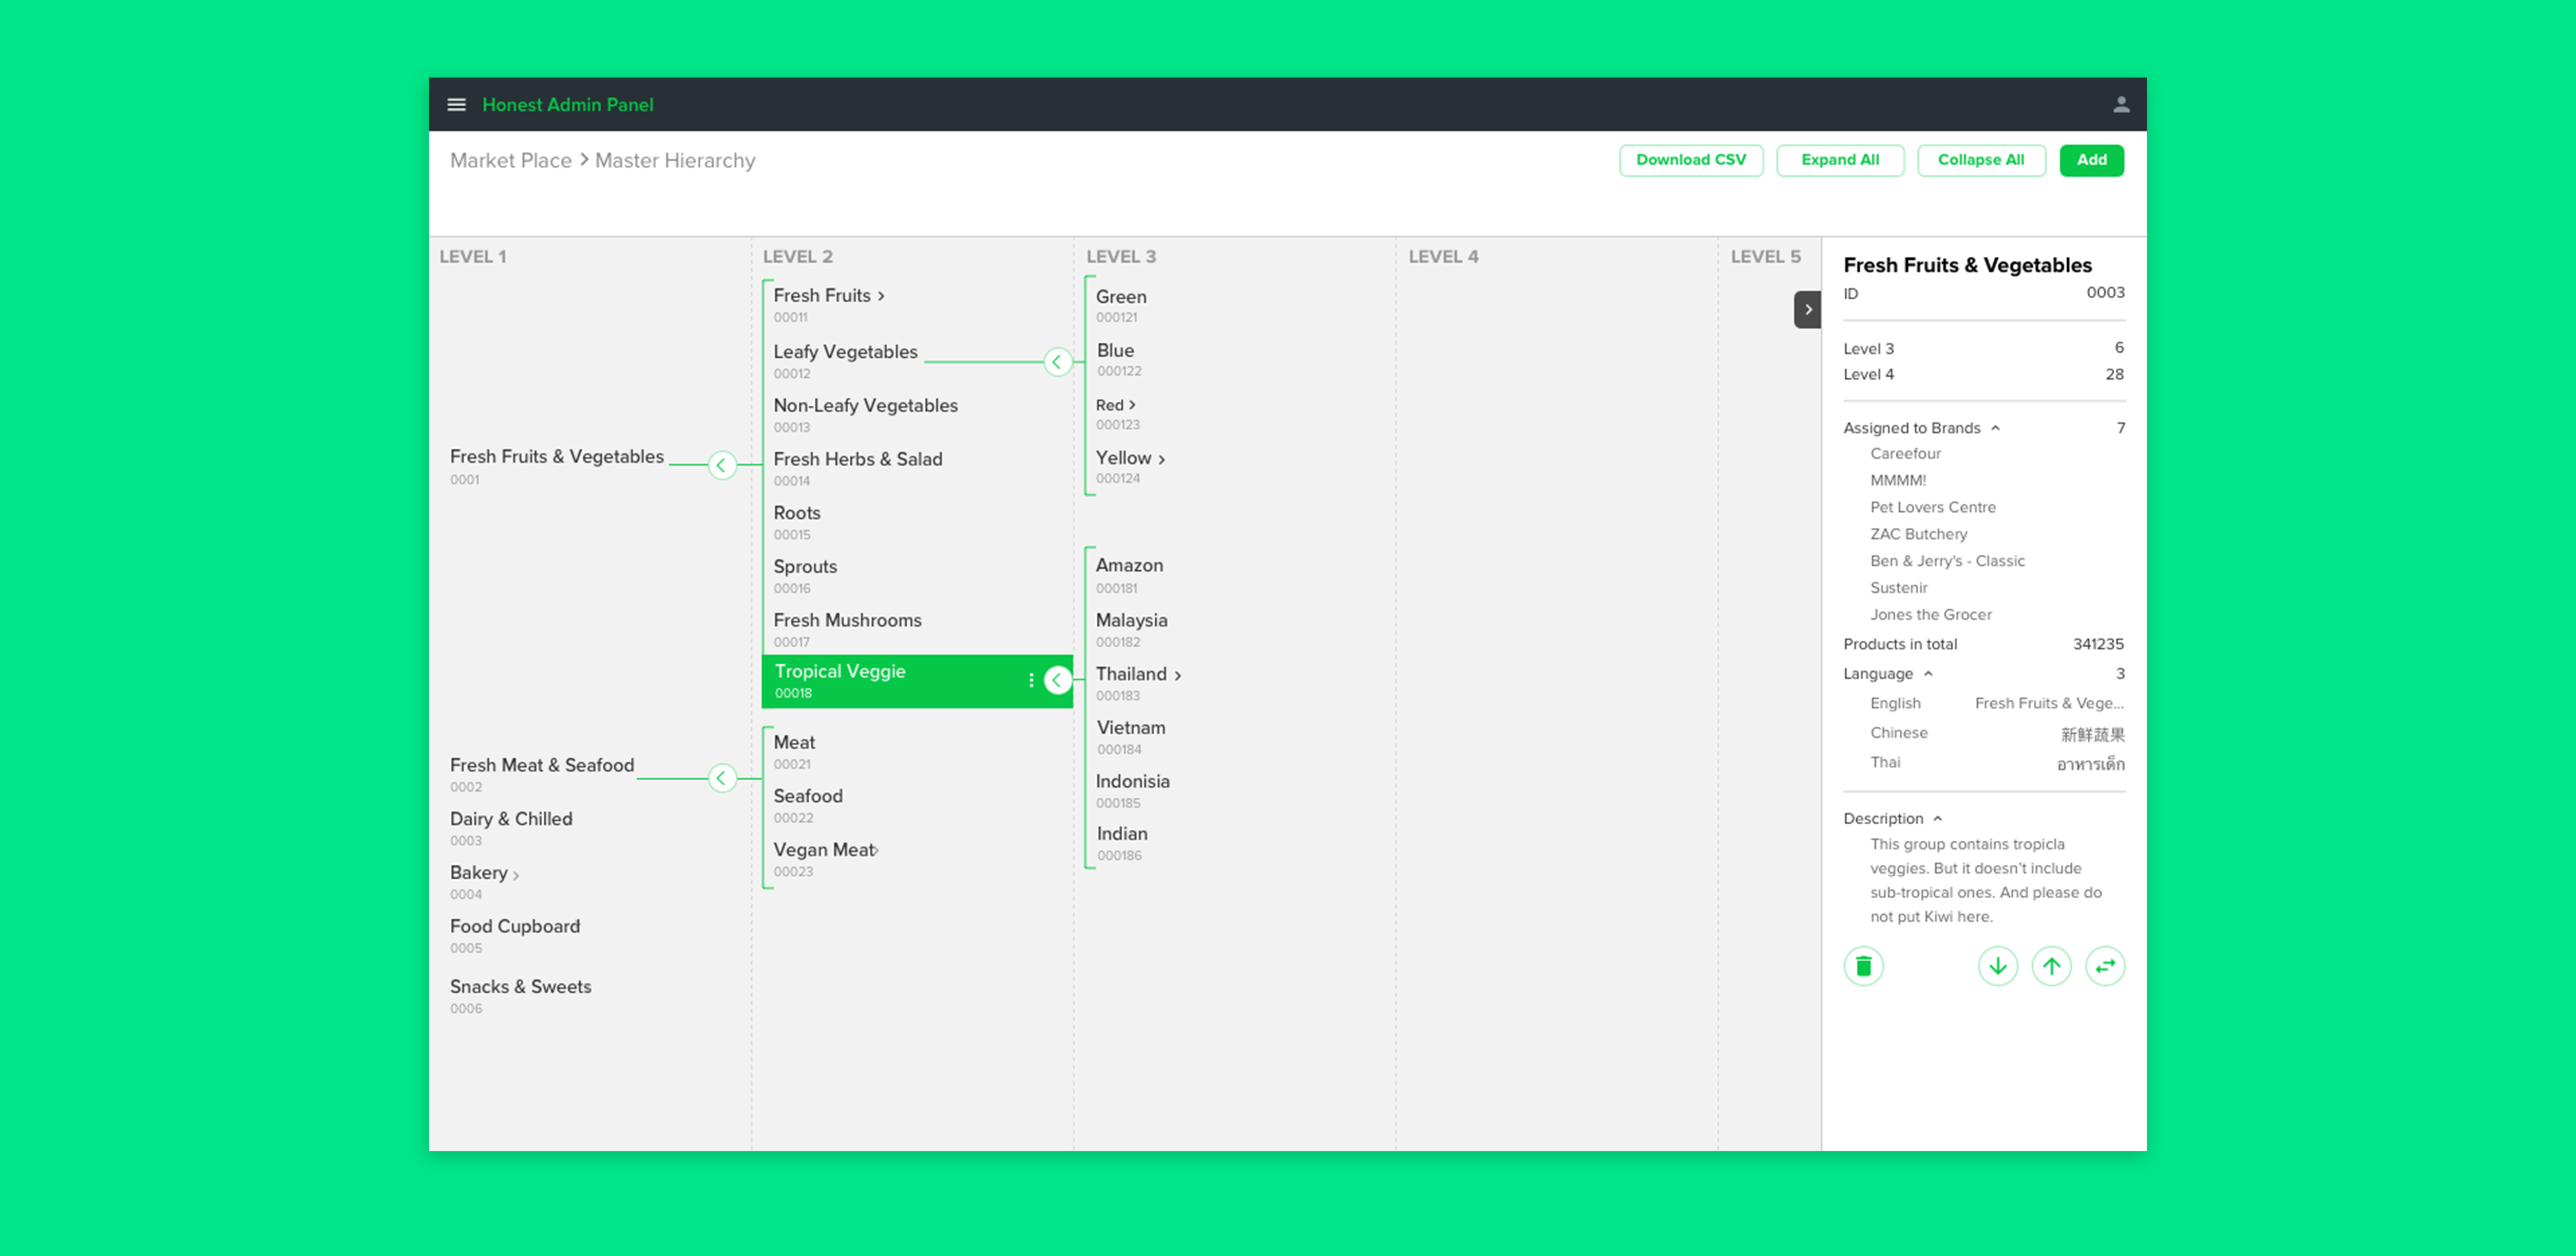 Honest Admin Panel
Market Place > Master Hierarchy
Download CSV
Expand All
Collapse All
Add
LEVEL 1
Fresh Fruits & Vegetables
0001
Fresh Meat & Seafood
0002
Dairy & Chilled
0003
Bakery >
0004
Food Cupboard
0005
Snacks & Sweets
0006
LEVEL 2
Fresh Fruits >
00011
Leafy Vegetables
00012
Non-Leafy Vegetables
00013
Fresh Herbs & Salad
00014
Roots
00015
Sprouts
00016
Fresh Mushrooms
00017
Tropical Veggie
00018
Meat
00021
Seafood
00022
Vegan Meat>
00023
LEVEL 3
Green
000121
Blue
000122
Red >
000123
Yellow >
000124
Amazon
000181
Malaysia
000182
Thailand >
000183
Vietnam
000184
Indonisia
000185
Indian
000186
LEVEL 4
LEVEL 5
Fresh Fruits & Vegetables
ID 0003
Level 3 6
Level 4 28
Assigned to Brands 7
Careefour
MMMM!
Pet Lovers Centre
ZAC Butchery
Ben & Jerry's - Classic
Sustenir
Jones the Grocer
Products in total 341235
Language 3
English Fresh Fruits & Vege...
Chinese 新鮮蔬果
Thai อาหารเด็ก
Description
This group contains tropicla
veggies. But it doesn't include
sub-tropical ones. And please do
not put Kiwi here.